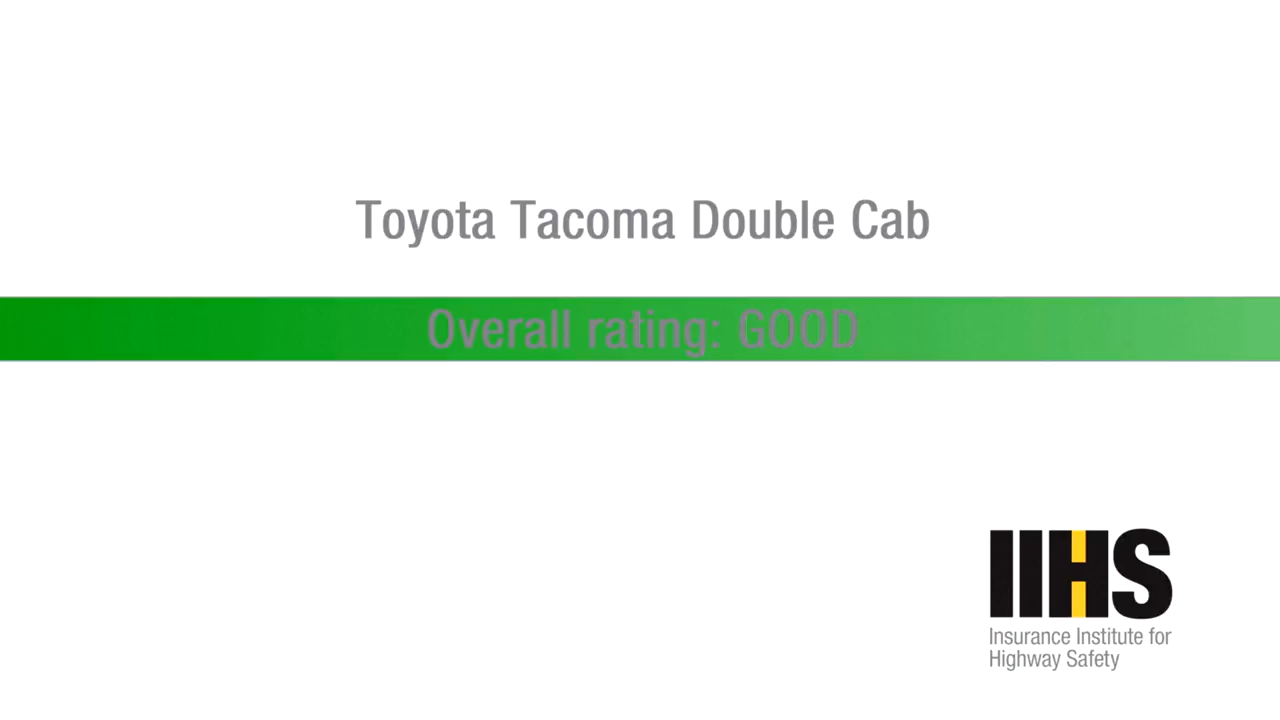 Toyota Tacoma Double Cab
Overall rating: GOOD
IIHS
Insurance Institute for
Highway Safety